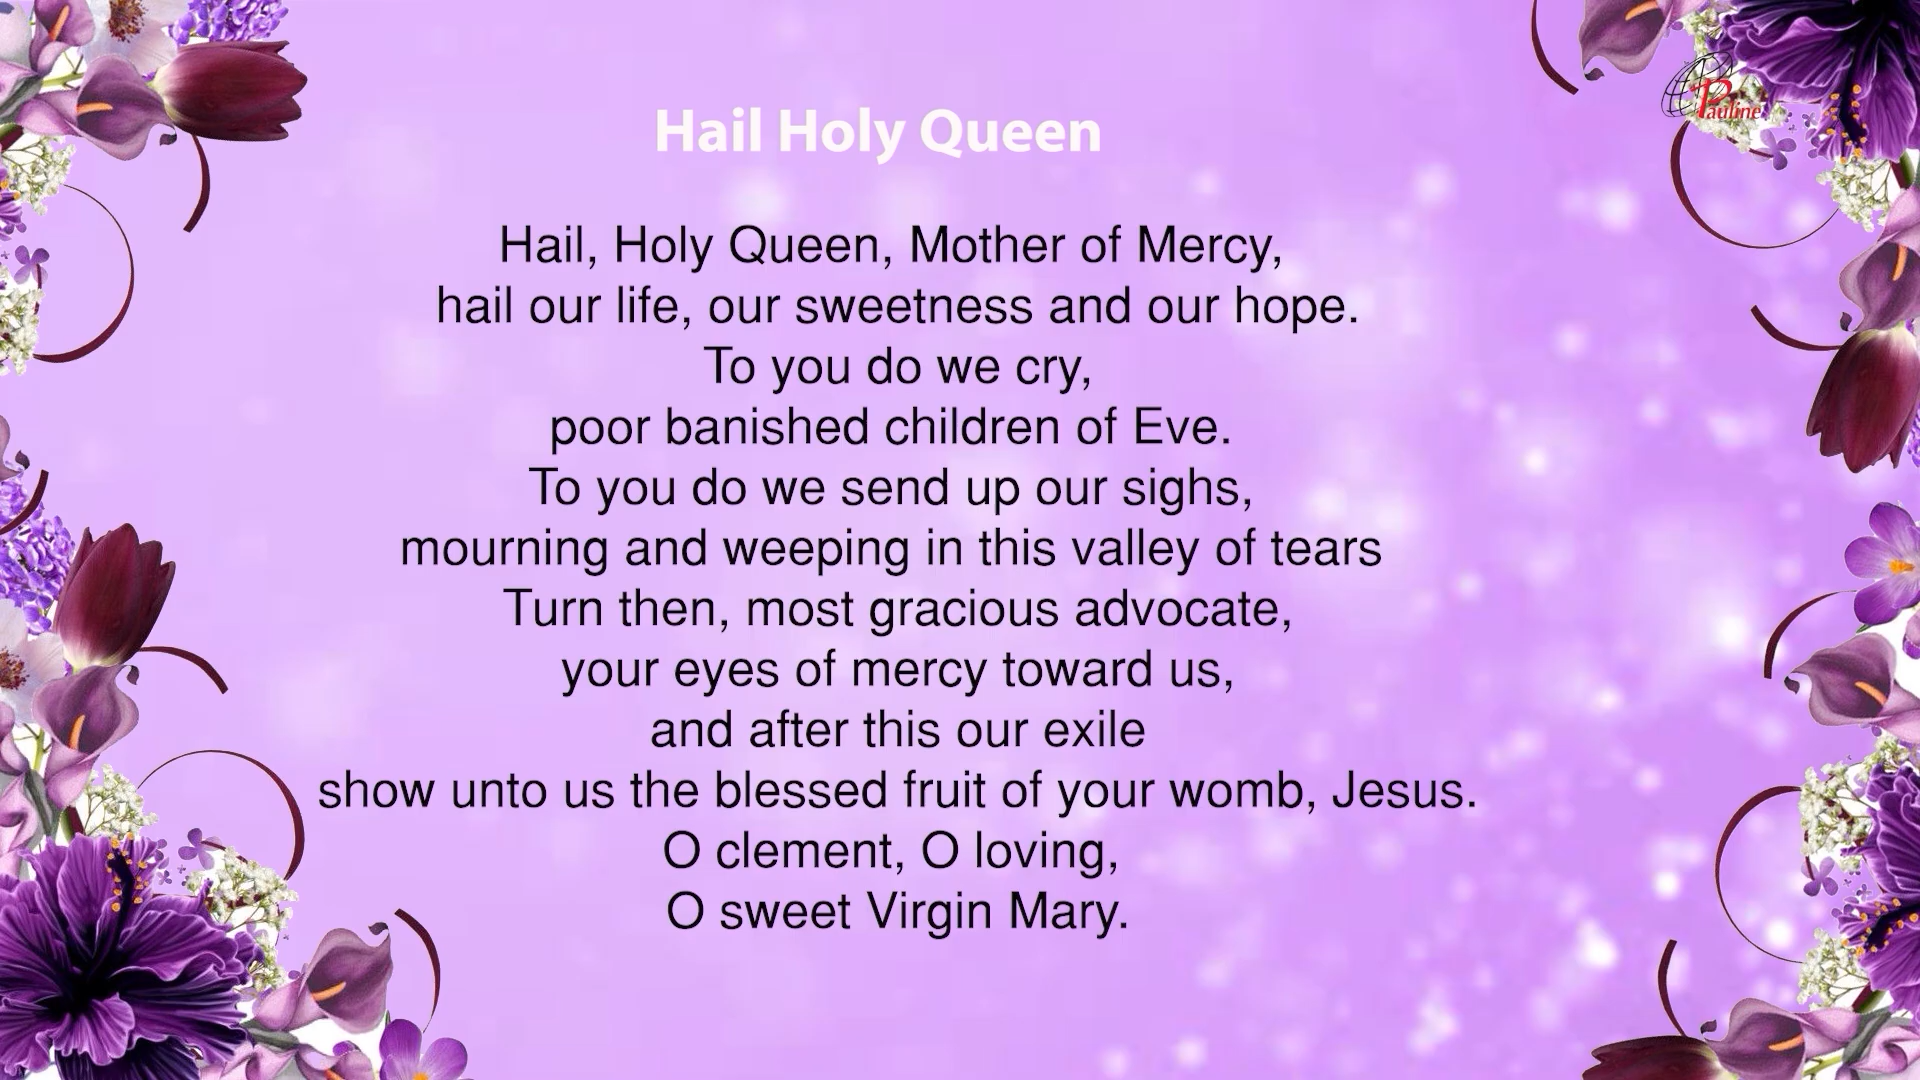 Pauline
Hail Holy Queen
Hail, Holy Queen, Mother of Mercy,
hail our life, our sweetness and our hope.
To you do we cry,
poor banished children of Eve.
To you do we send up our sighs,
mourning and weeping in this valley of tears
Turn then, most gracious advocate,
your eyes of mercy toward us,
and after this our exile
show unto us the blessed fruit of your womb, Jesus.
O clement, O loving,
O sweet Virgin Mary.